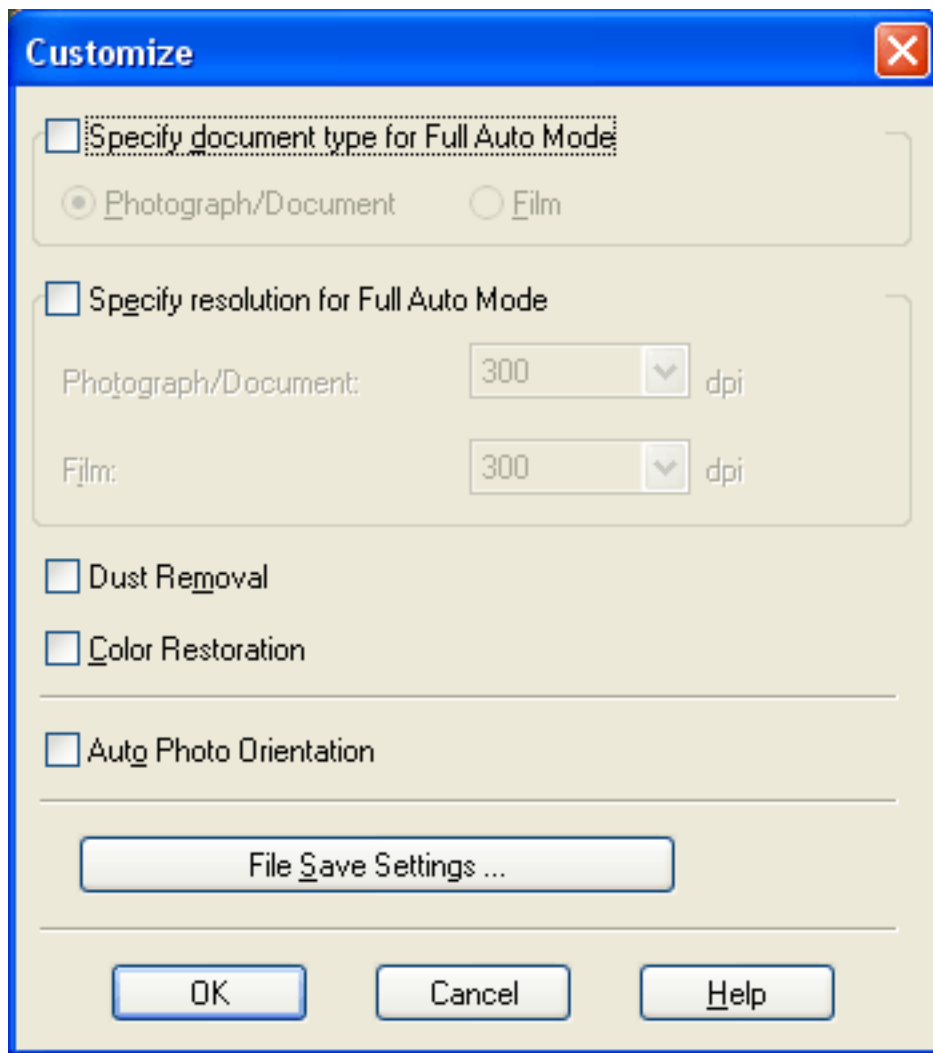 Customize
Specify document type for Full Auto Mode
Photograph/Document Film
Specify resolution for Full Auto Mode
Photograph/Document: 300 dpi
Film: 300 dpi
Dust Removal
Color Restoration
Auto Photo Orientation
File Save Settings ...
OK Cancel Help